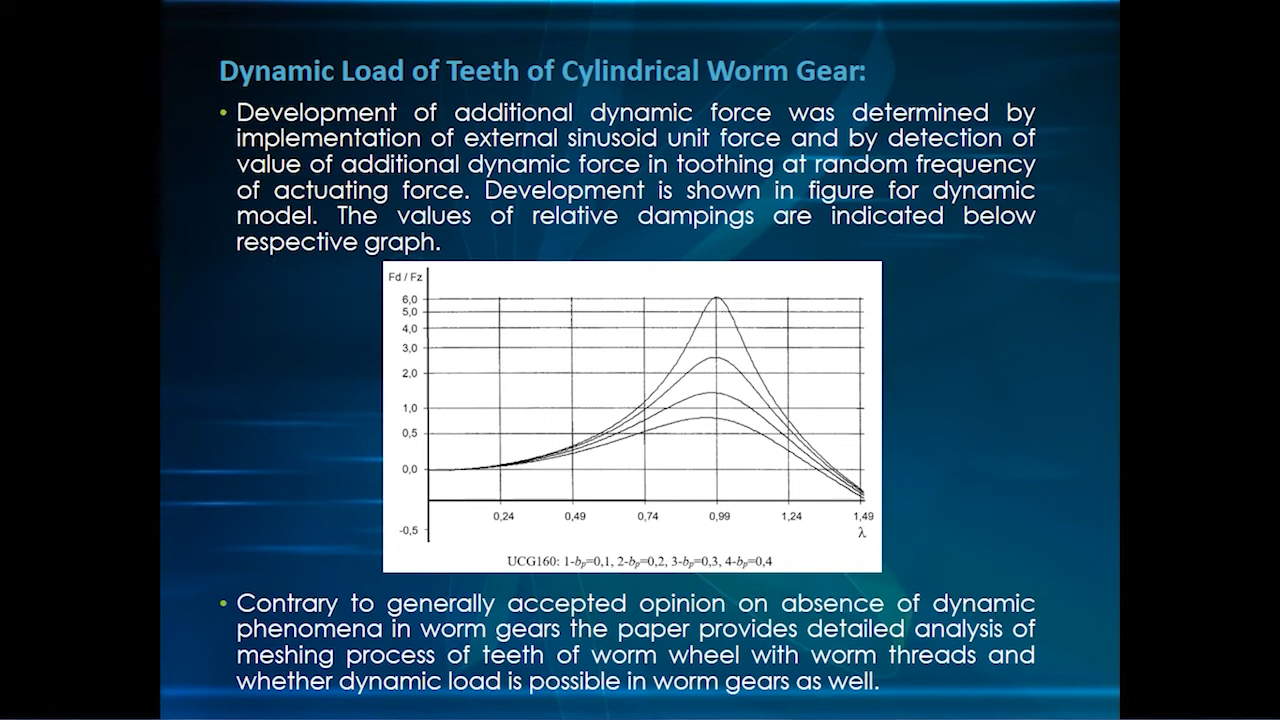 Dynamic Load of Teeth of Cylindrical Worm Gear:
• Development of additional dynamic force was determined by
implementation of external sinusoid unit force and by detection of
value of additional dynamic force in toothing at random frequency
of actuating force. Development is shown in figure for dynamic
model. The values of relative dampings are indicated below
respective graph.
Fd / Fz
6,0
5,0
4,0
3,0
2,0
1,0
0,5
0,0
-0,5
0,24 0,49 0,74 0,99 1,24 1,49
λ
UCG160: 1-bp=0,1, 2-bp=0,2, 3-bp=0,3, 4-bp=0,4
• Contrary to generally accepted opinion on absence of dynamic
phenomena in worm gears the paper provides detailed analysis of
meshing process of teeth of worm wheel with worm threads and
whether dynamic load is possible in worm gears as well.